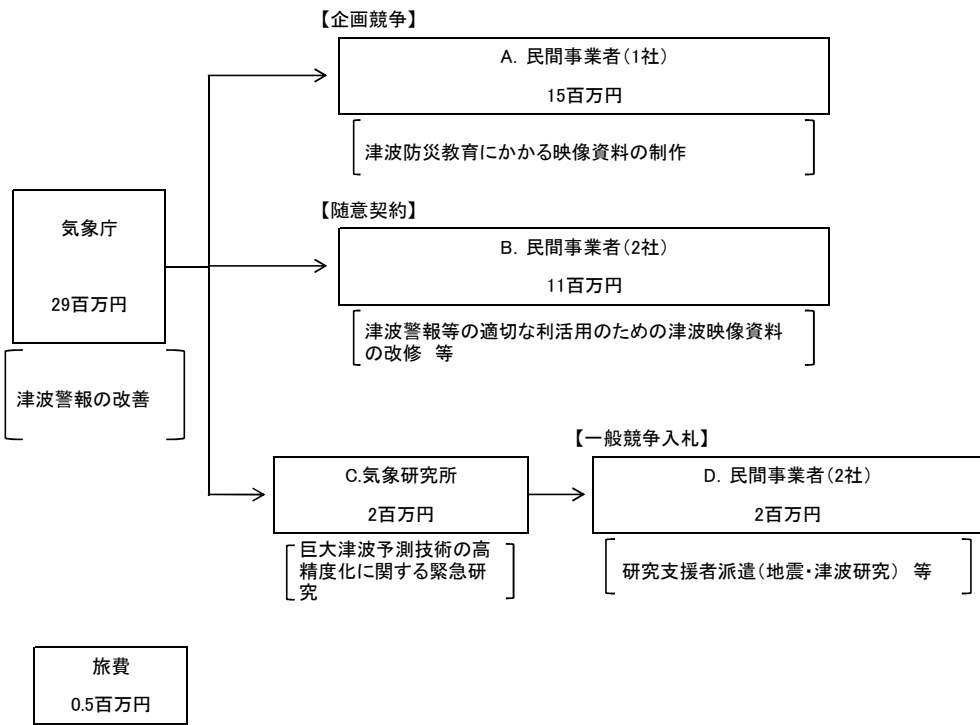 【企画競争】
A. 民間事業者(1社)
15百万円
津波防災教育にかかる映像資料の制作
気象庁
29百万円
津波警報の改善
【随意契約】
B. 民間事業者(2社)
11百万円
津波警報等の適切な利活用のための津波映像資料
の改修 等
【一般競争入札】
C.気象研究所
2百万円
巨大津波予測技術の高
精度化に関する緊急研
究
D. 民間事業者(2社)
2百万円
研究支援者派遣(地震・津波研究) 等
旅費
0.5百万円